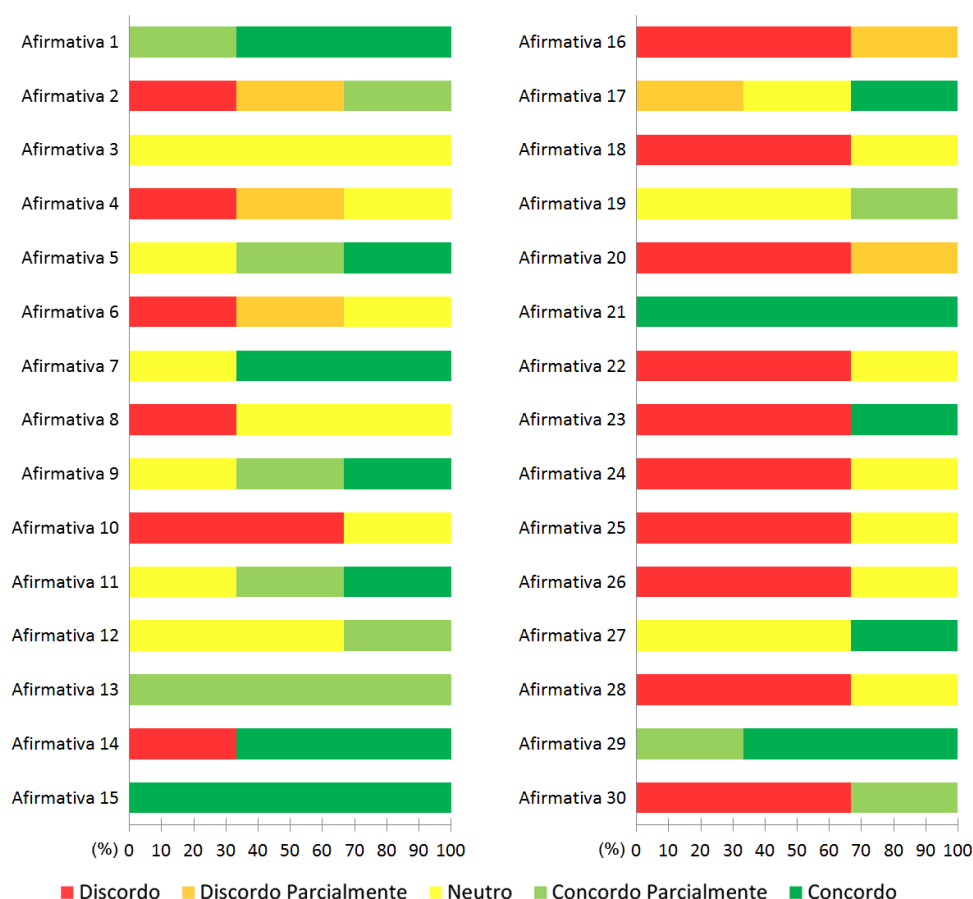 Afirmativa 1
Afirmativa 2
Afirmativa 3
Afirmativa 4
Afirmativa 5
Afirmativa 6
Afirmativa 7
Afirmativa 8
Afirmativa 9
Afirmativa 10
Afirmativa 11
Afirmativa 12
Afirmativa 13
Afirmativa 14
Afirmativa 15
(%) 0 10 20 30 40 50 60 70 80 90 100
Afirmativa 16
Afirmativa 17
Afirmativa 18
Afirmativa 19
Afirmativa 20
Afirmativa 21
Afirmativa 22
Afirmativa 23
Afirmativa 24
Afirmativa 25
Afirmativa 26
Afirmativa 27
Afirmativa 28
Afirmativa 29
Afirmativa 30
(%) 0 10 20 30 40 50 60 70 80 90 100
Discordo Discordo Parcialmente Neutro Concordo Parcialmente Concordo